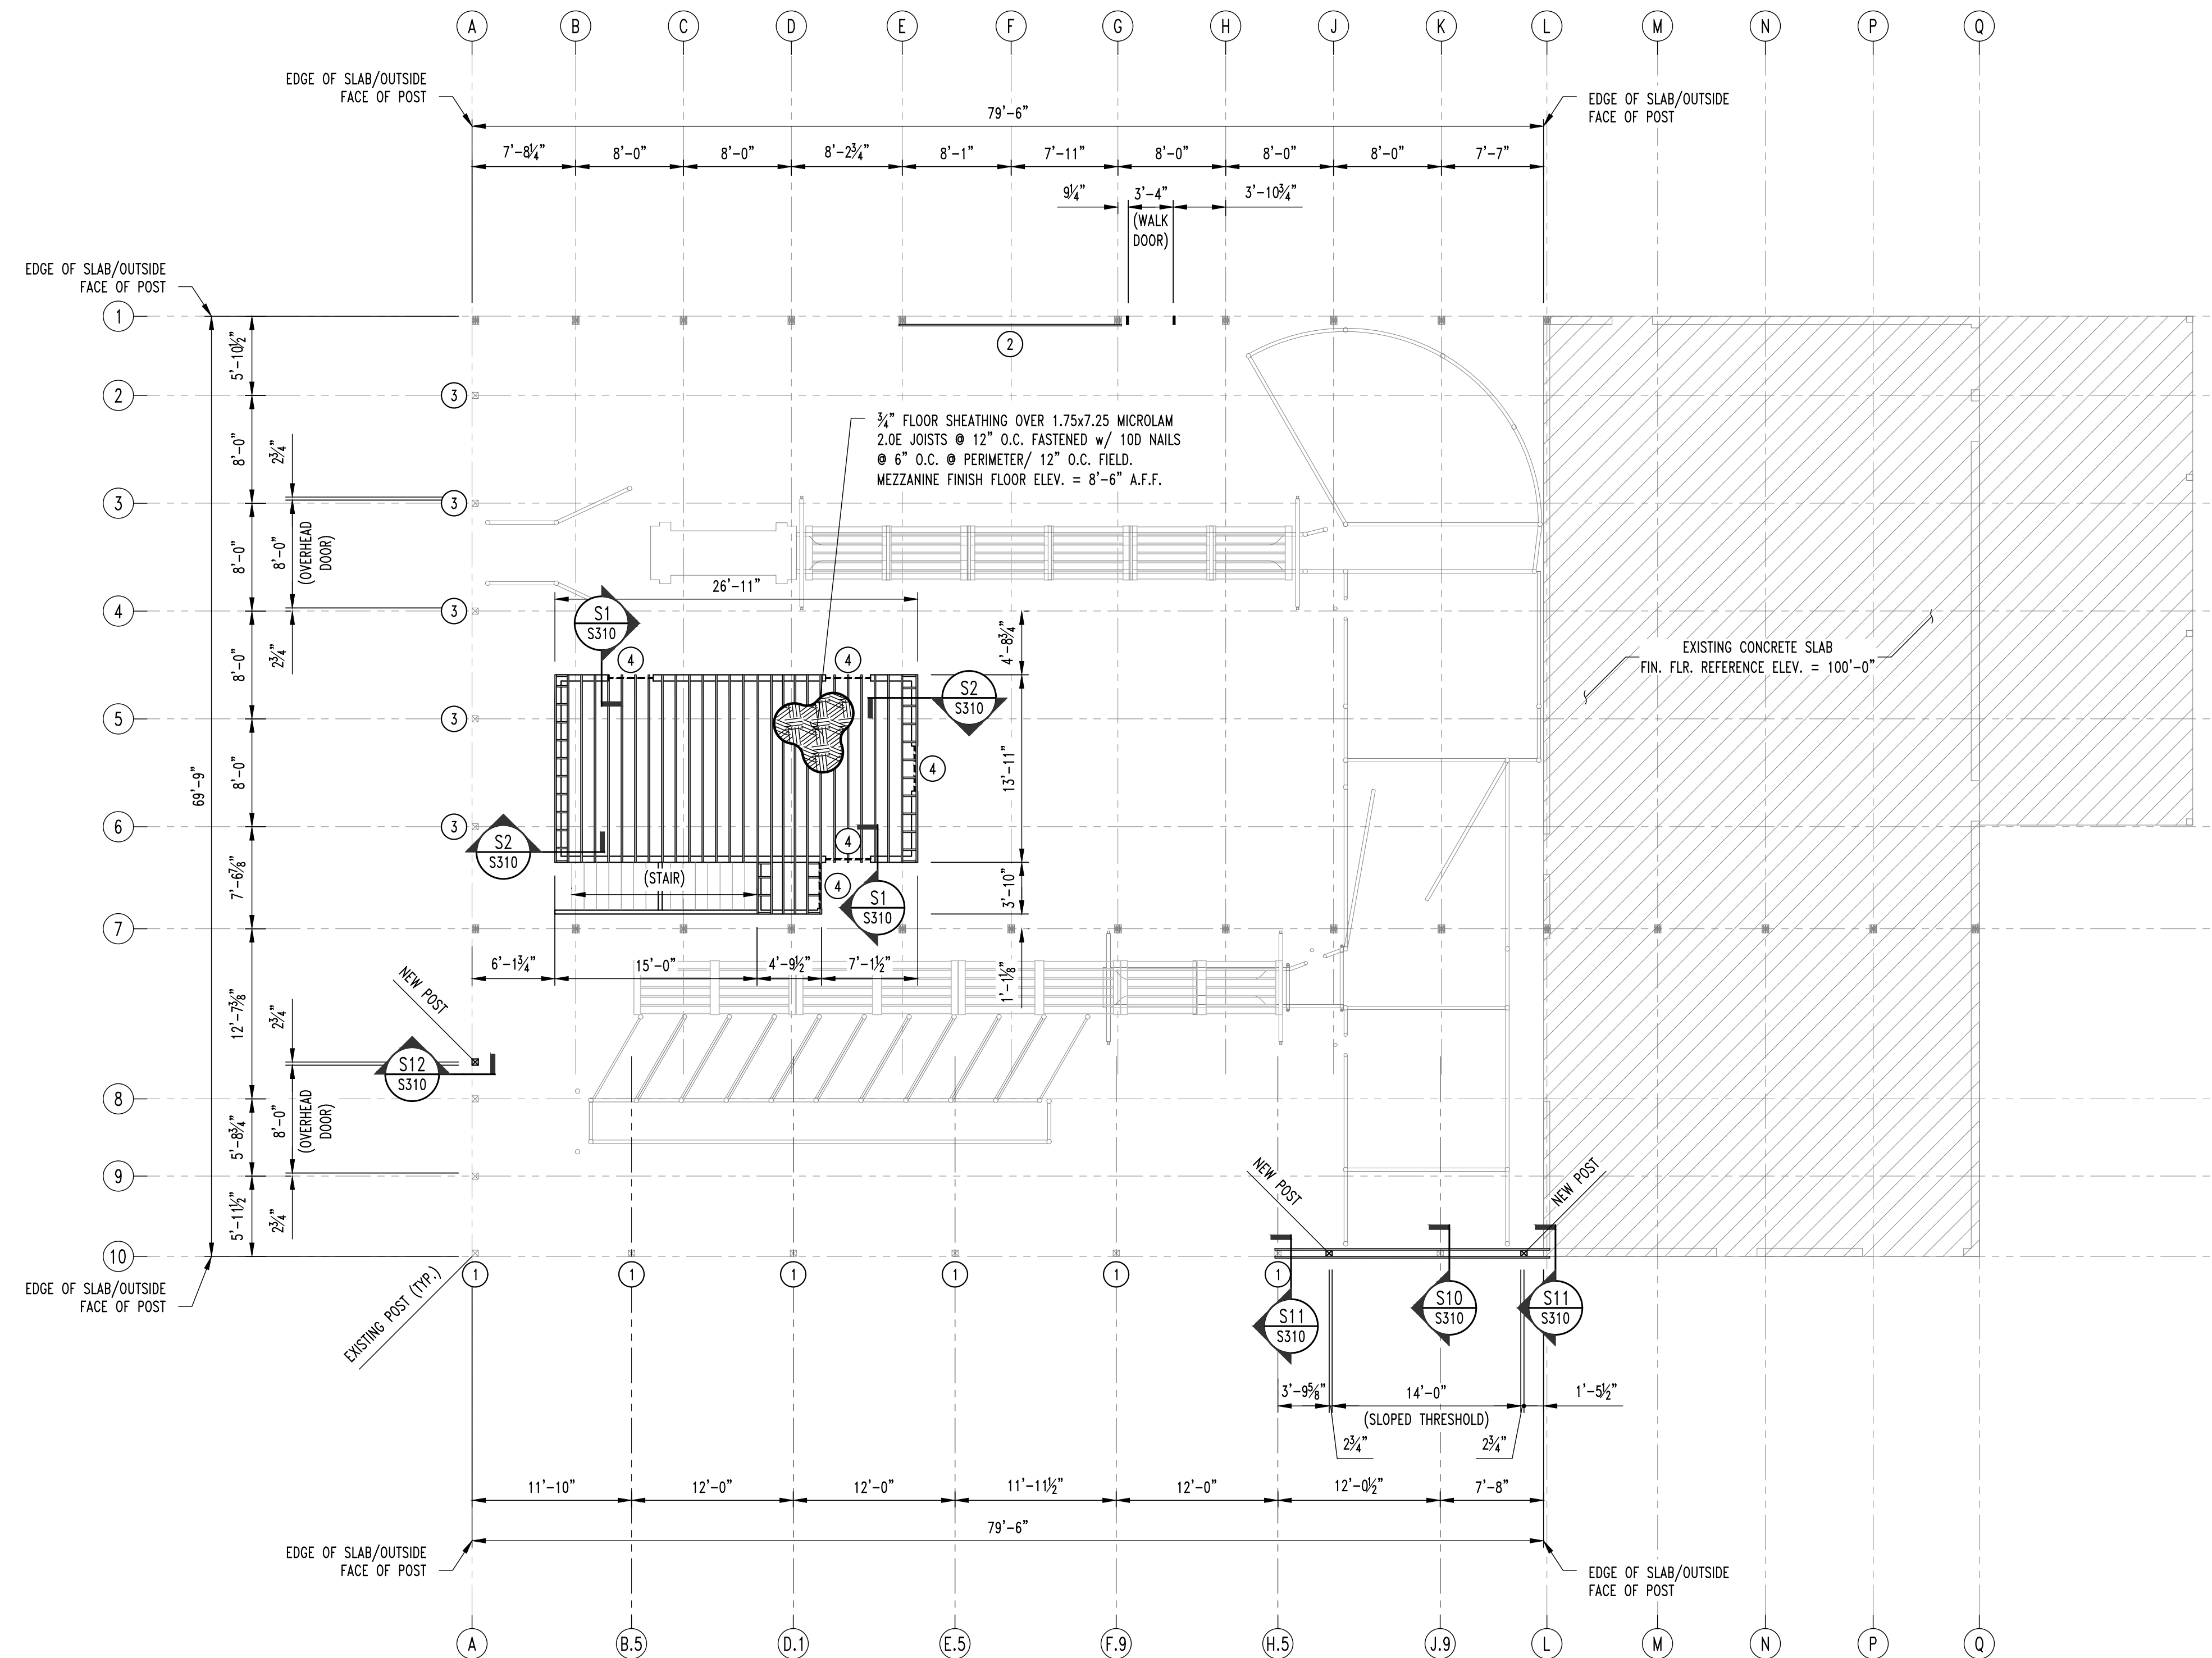 A B C D E F G H J K L M N P Q
EDGE OF SLAB/OUTSIDE
FACE OF POST
EDGE OF SLAB/OUTSIDE
FACE OF POST
79'-6"
7'-8¼" 8'-0" 8'-0" 8'-2¾" 8'-1" 7'-11" 8'-0" 8'-0" 8'-0" 7'-7"
9¼" 3'-4" 3'-10¾"
(WALK
DOOR)
EDGE OF SLAB/OUTSIDE
FACE OF POST
1
5'-10½"
2
2
3
¾" FLOOR SHEATHING OVER 1.75x7.25 MICROLAM
2.0E JOISTS @ 12" O.C. FASTENED w/ 10D NAILS
@ 6" O.C. @ PERIMETER/ 12" O.C. FIELD.
MEZZANINE FINISH FLOOR ELEV. = 8'-6" A.F.F.
8'-0"
2¾"
3
3
8'-0"
8'-0"
(OVERHEAD
DOOR)
26'-11"
4
3
S1
S310
4'-8¾"
8'-0"
2¾"
4
4
EXISTING CONCRETE SLAB
FIN. FLR. REFERENCE ELEV. = 100'-0"
S2
S310
5
3
69'-9"
8'-0"
13'-11"
4
6
3
4
S2
S310
7'-6⅞"
(STAIR)
4
3'-10"
S1
S310
7
6'-1¾" 15'-0" 4'-9½" 7'-1½"
1'-1⅛"
NEW POST
12'-7⅜"
2¾"
S12
S310
8
5'-8¾"
8'-0"
(OVERHEAD
DOOR)
9
NEW POST
NEW POST
5'-11½"
2¾"
10
1 1 1 1 1 1
EDGE OF SLAB/OUTSIDE
FACE OF POST
EXISTING POST (TYP.)
S11
S310
S10
S310
S11
S310
3'-9⅝" 14'-0" 1'-5½"
(SLOPED THRESHOLD)
2¾" 2¾"
11'-10" 12'-0" 12'-0" 11'-11½" 12'-0" 12'-0½" 7'-8"
79'-6"
EDGE OF SLAB/OUTSIDE
FACE OF POST
EDGE OF SLAB/OUTSIDE
FACE OF POST
A B.5 D.1 E.5 F.9 H.5 J.9 L M N P Q